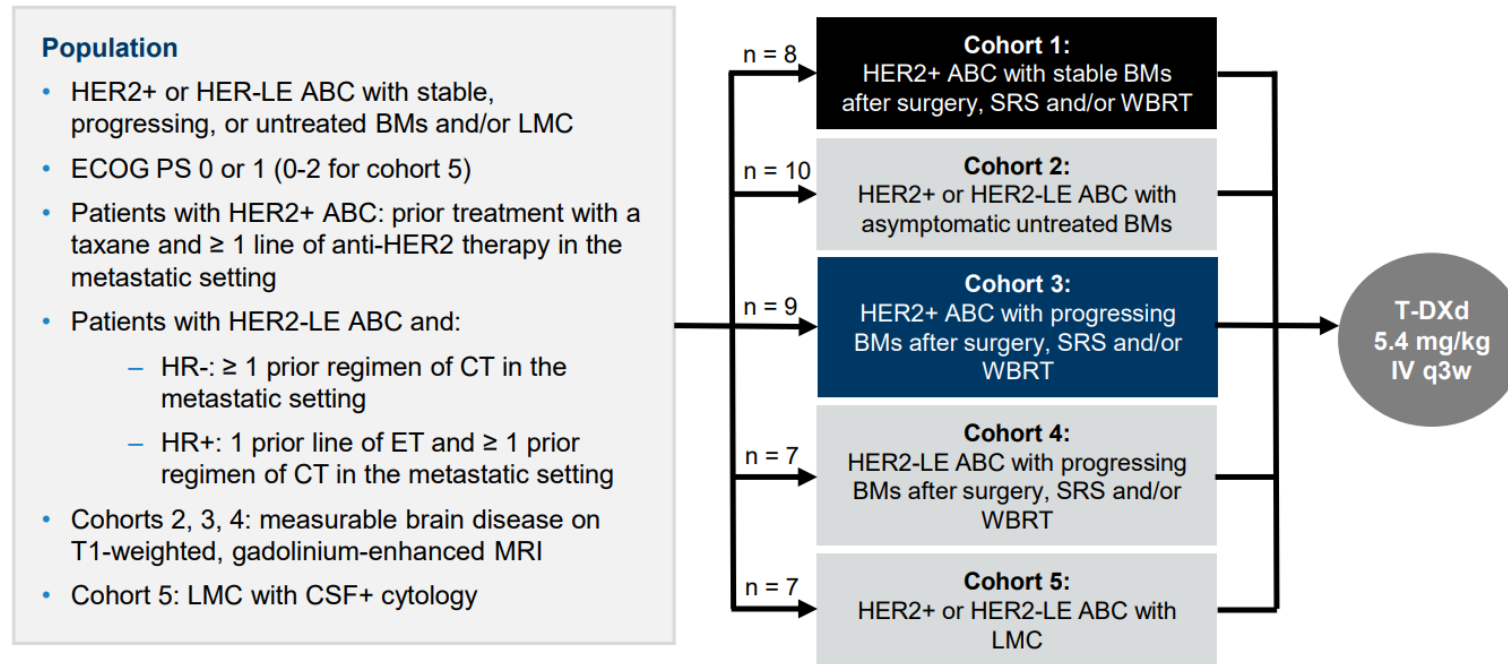 Population
• HER2+ or HER-LE ABC with stable,
progressing, or untreated BMs and/or LMC
• ECOG PS 0 or 1 (0-2 for cohort 5)
• Patients with HER2+ ABC: prior treatment with a
taxane and ≥ 1 line of anti-HER2 therapy in the
metastatic setting
• Patients with HER2-LE ABC and:
– HR-: ≥ 1 prior regimen of CT in the
metastatic setting
– HR+: 1 prior line of ET and ≥ 1 prior
regimen of CT in the metastatic setting
• Cohorts 2, 3, 4: measurable brain disease on
T1-weighted, gadolinium-enhanced MRI
• Cohort 5: LMC with CSF+ cytology
n = 8
Cohort 1:
HER2+ ABC with stable BMs
after surgery, SRS and/or WBRT
n = 10
Cohort 2:
HER2+ or HER2-LE ABC with
asymptomatic untreated BMs
n = 9
Cohort 3:
HER2+ ABC with progressing
BMs after surgery, SRS and/or
WBRT
n = 7
Cohort 4:
HER2-LE ABC with progressing
BMs after surgery, SRS and/or
WBRT
n = 7
Cohort 5:
HER2+ or HER2-LE ABC with
LMC
T-DXd
5.4 mg/kg
IV q3w